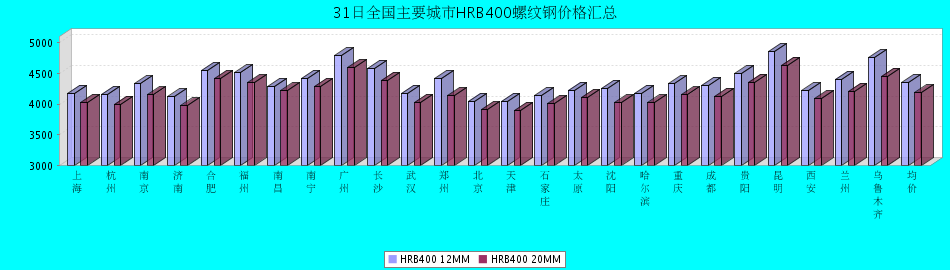 31日全国主要城市HRB400螺纹钢价格汇总
5000
4500
4000
3500
3000
上海 杭州 南京 济南 合肥 福州 南昌 南宁 广州 长沙 武汉 郑州 北京 天津 石家庄 太原 沈阳 哈尔滨 重庆 成都 贵阳 昆明 西安 兰州 乌鲁木齐 均价
HRB400 12MM HRB400 20MM